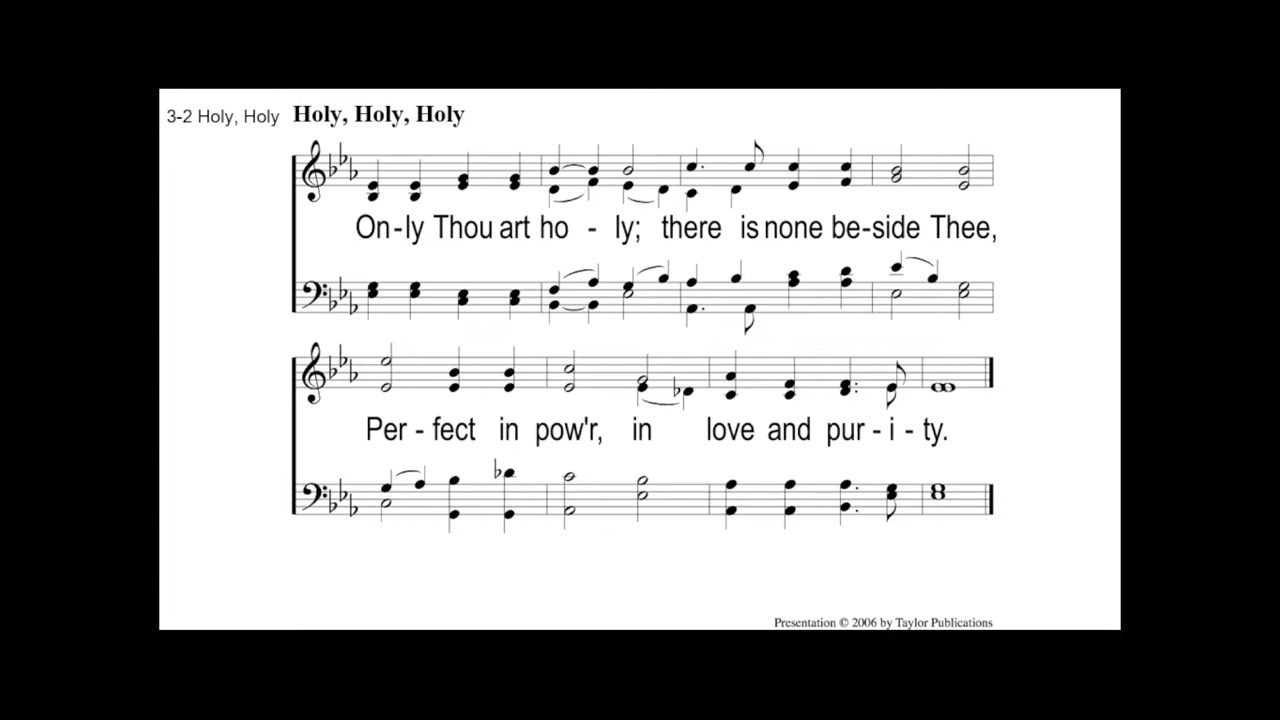 3-2 Holy, Holy Holy, Holy, Holy
On-ly Thou art ho - ly; there is none be-side Thee,
Per - fect in pow'r, in love and pur - i - ty.
Presentation © 2006 by Taylor Publications